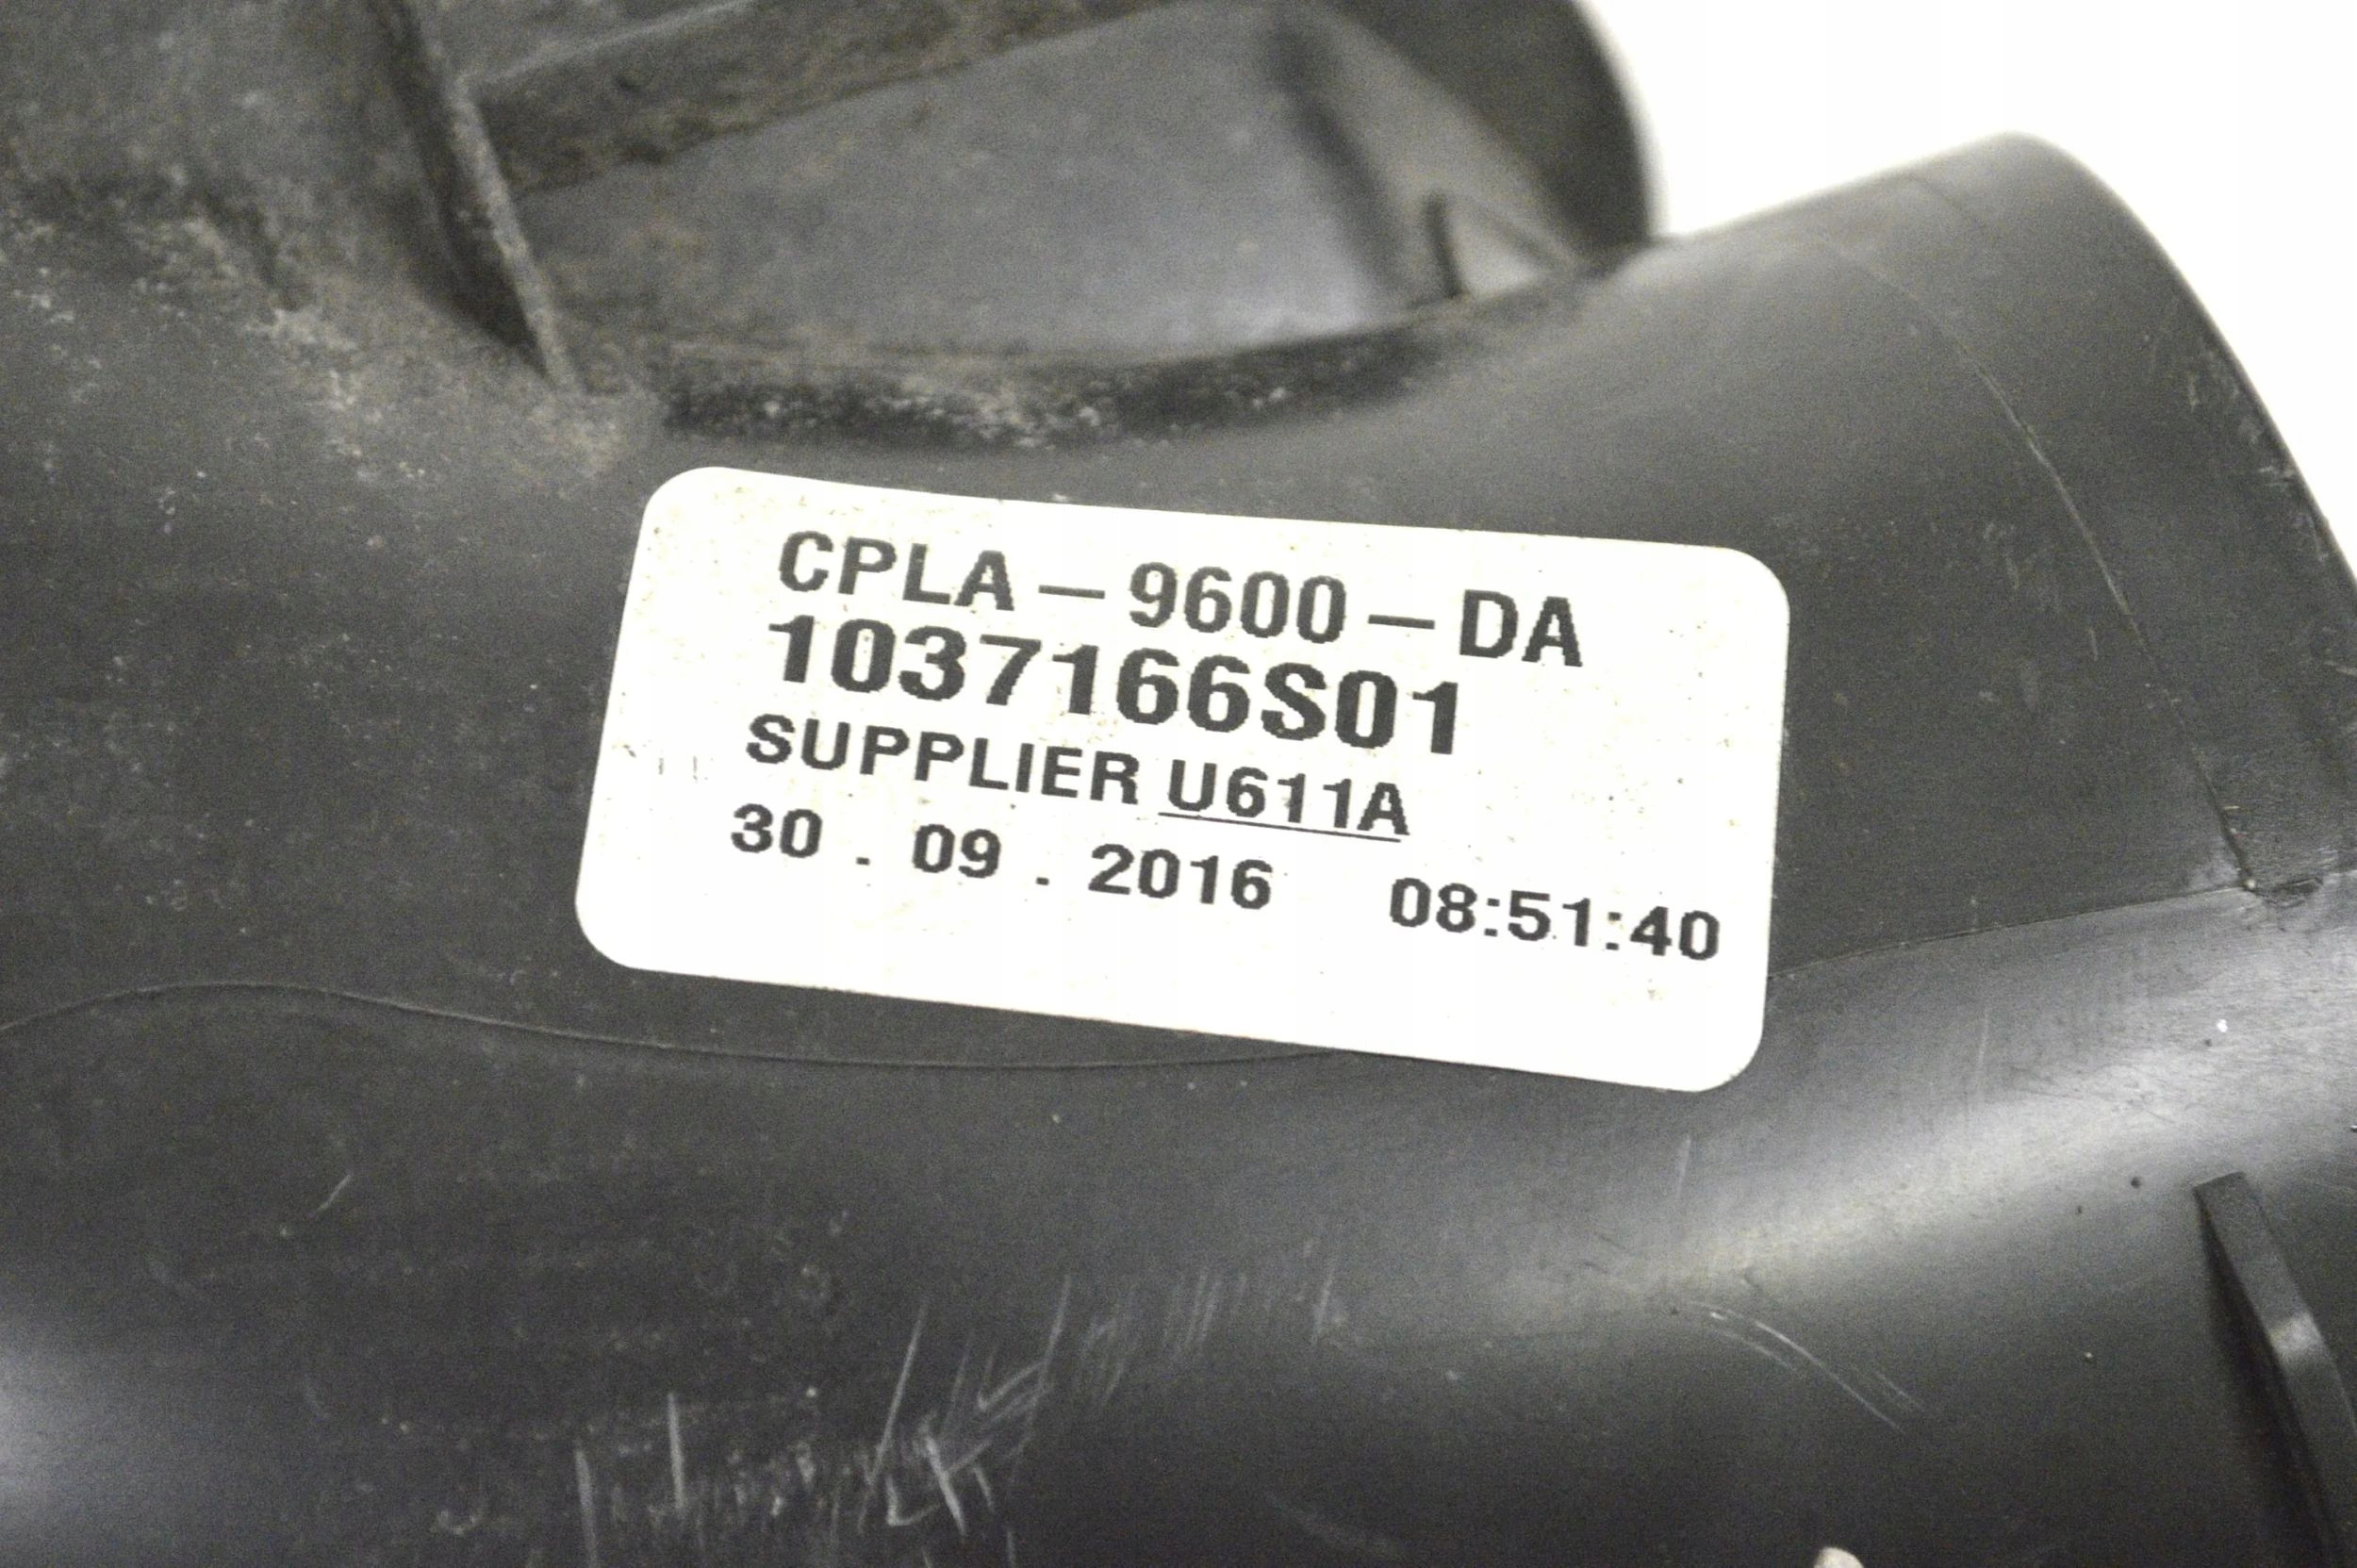 CPLA-9600-DA
1037166S01
SUPPLIER U611A
30.09.2016 08:51:40